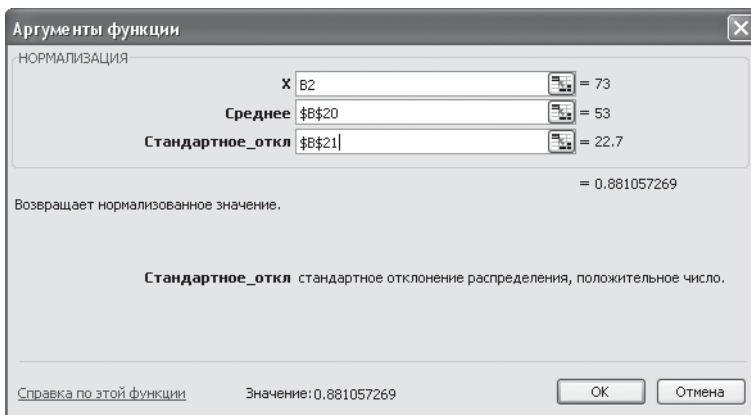 Аргументы функции
НОРМАЛИЗАЦИЯ
X B2 = 73
Среднее $B$20 = 53
Стандартное_откл $B$21 = 22.7
= 0.881057269
Возвращает нормализованное значение.
Стандартное_откл стандартное отклонение распределения, положительное число.
Справка по этой функции Значение:0.881057269 OK Отмена